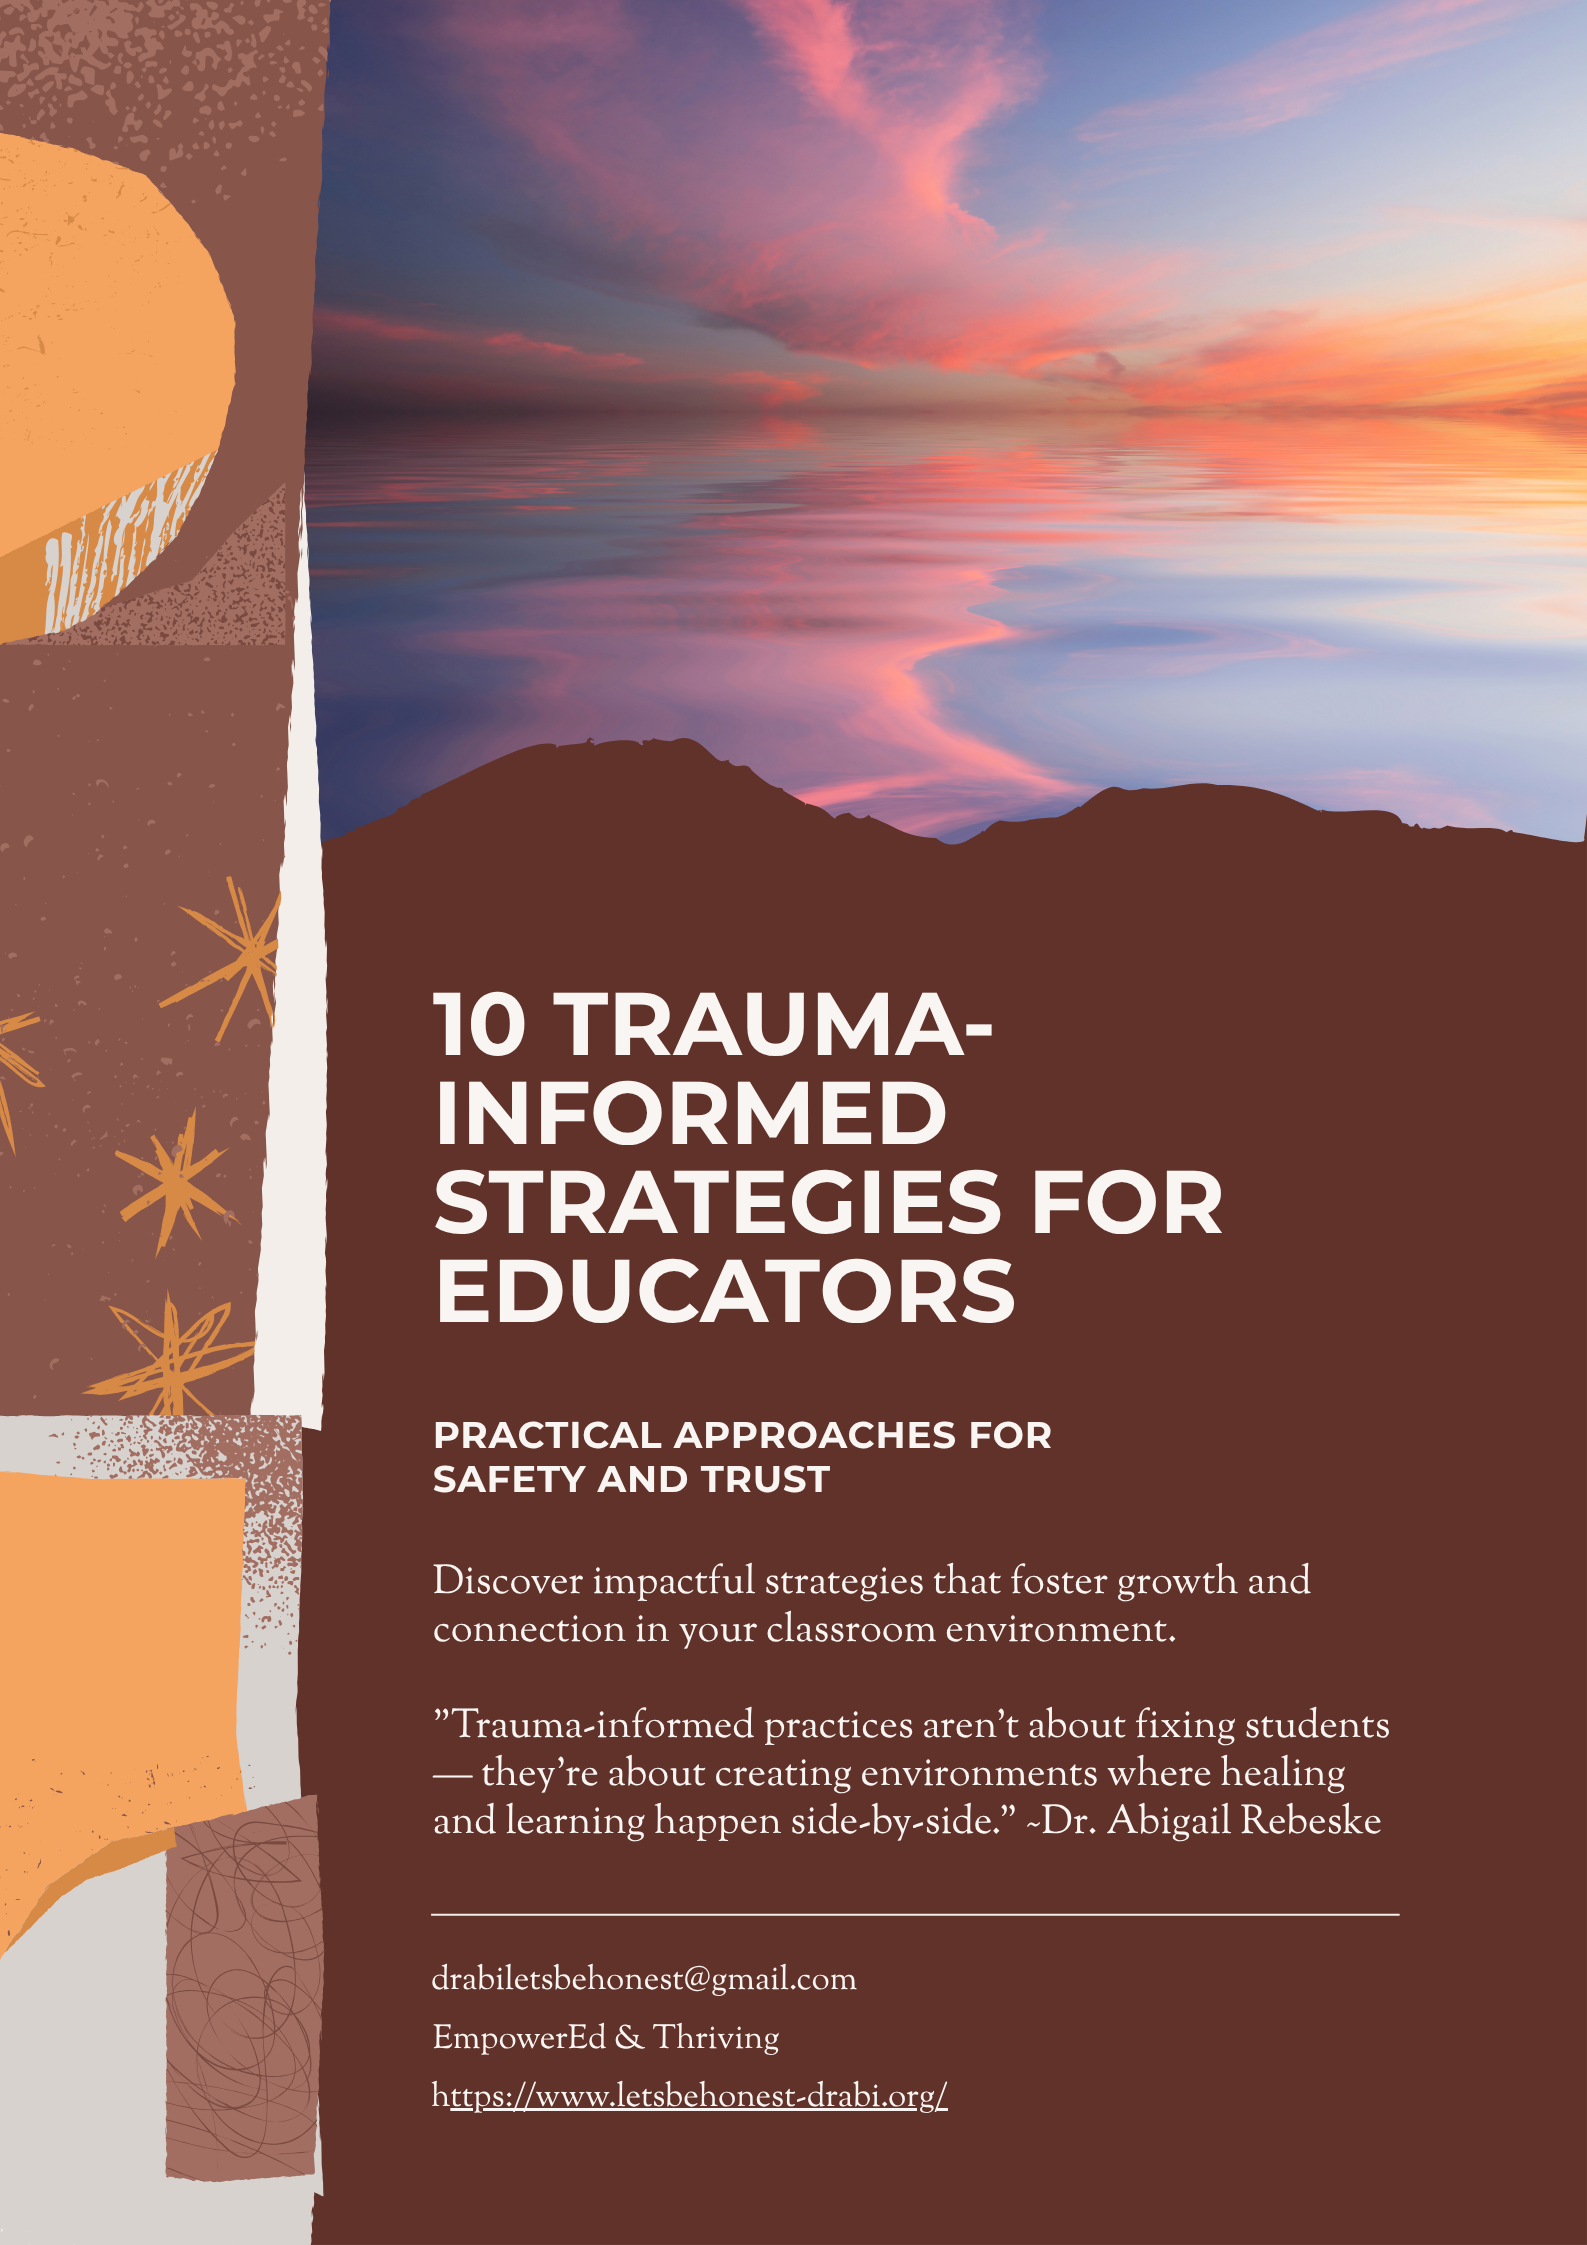 10 TRAUMA-
INFORMED
STRATEGIES FOR
EDUCATORS
PRACTICAL APPROACHES FOR
SAFETY AND TRUST
Discover impactful strategies that foster growth and
connection in your classroom environment.
”Trauma-informed practices aren’t about fixing students
— they’re about creating environments where healing
and learning happen side-by-side.” ~Dr. Abigail Rebeske
drabiletsbehonest@gmail.com
EmpowerEd & Thriving
https://www.letsbehonest-drabi.org/